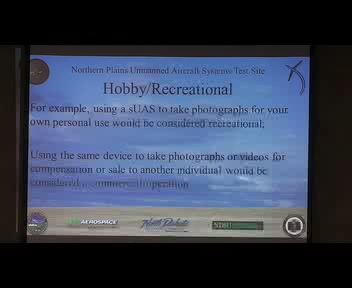 Northern Plains Unmanned Aircraft Systems Test Site
Hobby/Recreational
For example, using a sUAS to take photographs for your
own personal use would be considered recreational;
Using the same device to take photographs or videos for
compensation or sale to another individual would be
considered a commercial operation
AEROSPACE
North Dakota
NDSU